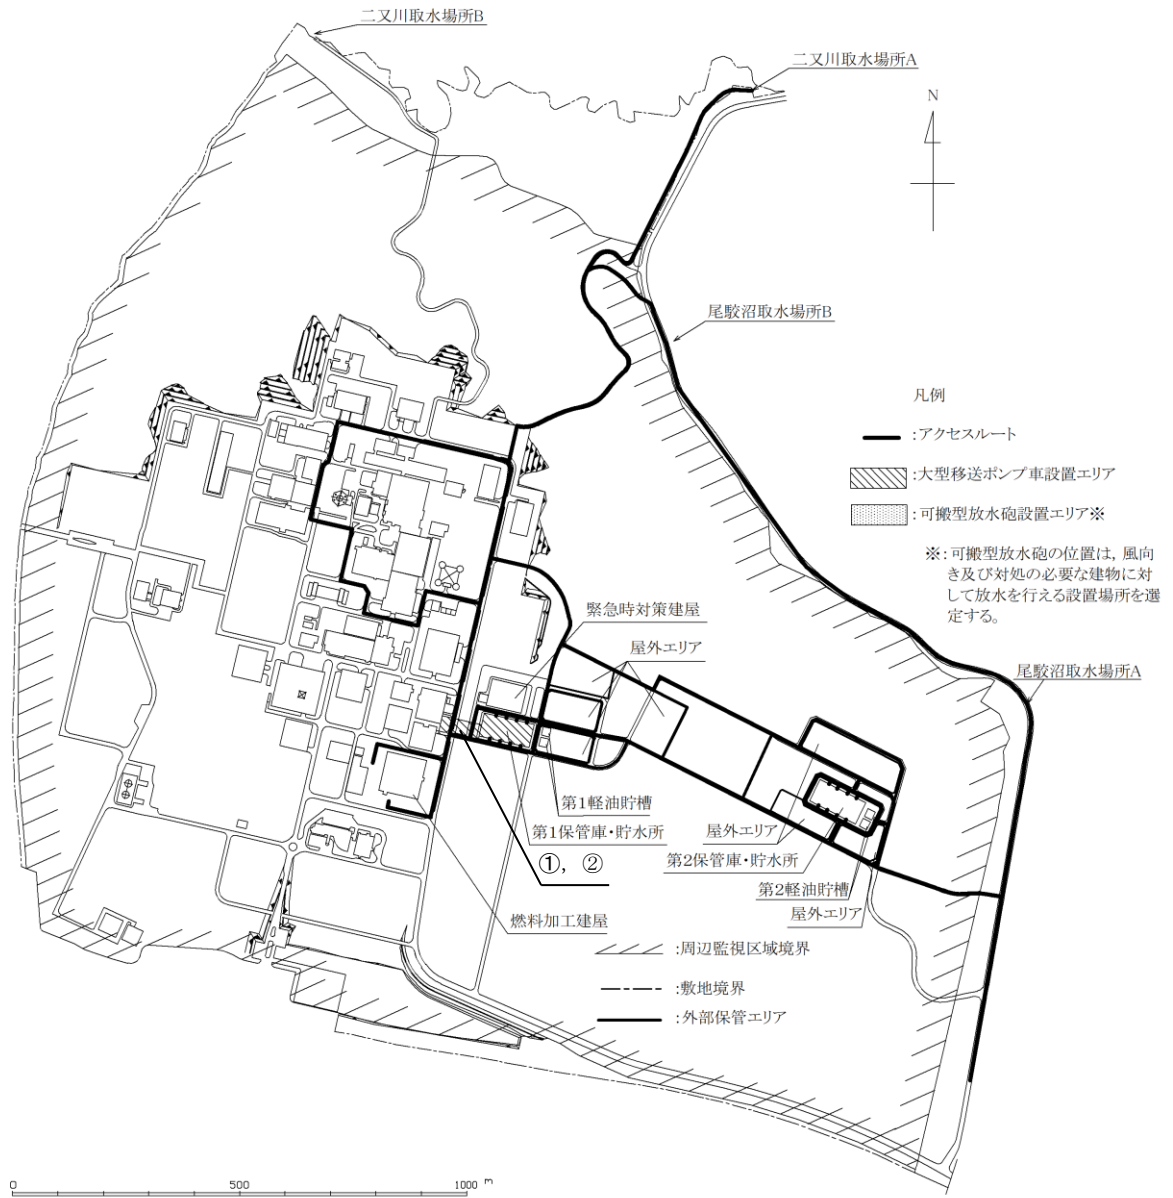 二又川取水場所B
二又川取水場所A
N
尾駮沼取水場所B
凡例
:アクセスルート
:大型移送ポンプ車設置エリア
:可搬型放水砲設置エリア※
※:可搬型放水砲の位置は，風向
き及び対処の必要な建物に対
して放水を行える設置場所を選
定する。
緊急時対策建屋
屋外エリア
尾駮沼取水場所A
第1軽油貯槽
第1保管庫・貯水所
屋外エリア
第2保管庫・貯水所
①， ②
第2軽油貯槽
屋外エリア
燃料加工建屋
:周辺監視区域境界
:敷地境界
:外部保管エリア
0 500 1000 m